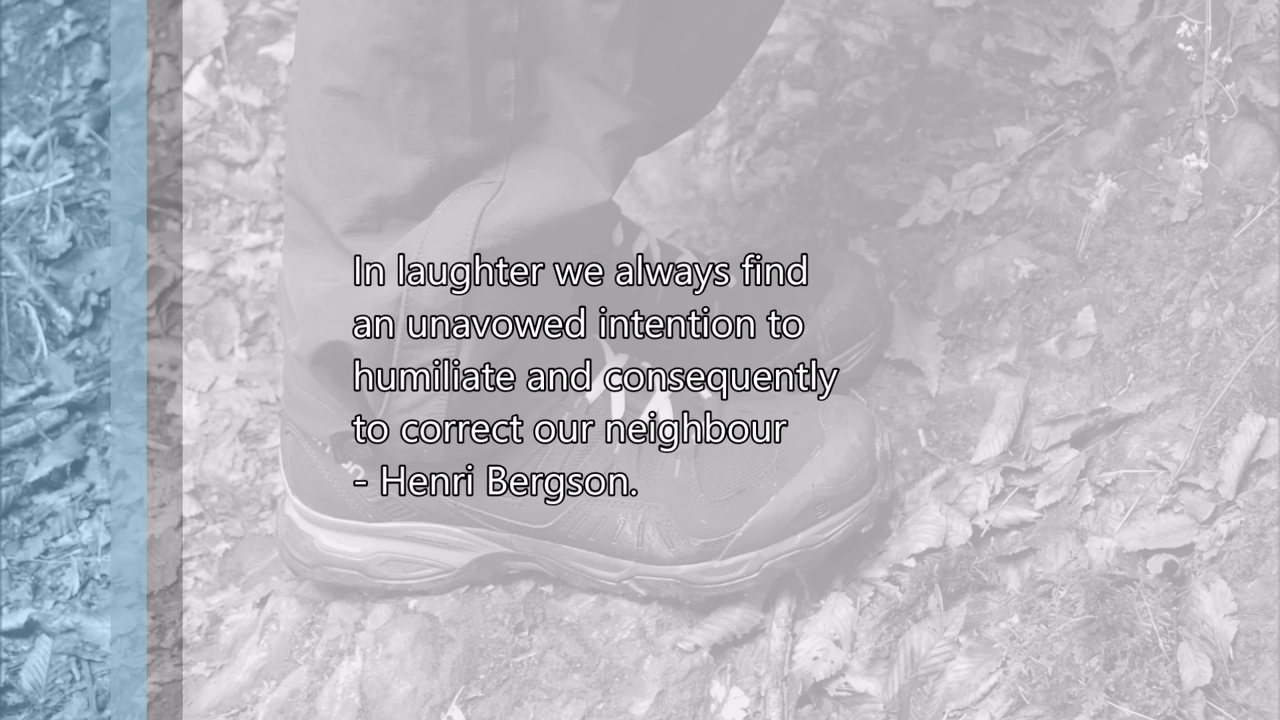 In laughter we always find
an unavowed intention to
humiliate and consequently
to correct our neighbour
- Henri Bergson.